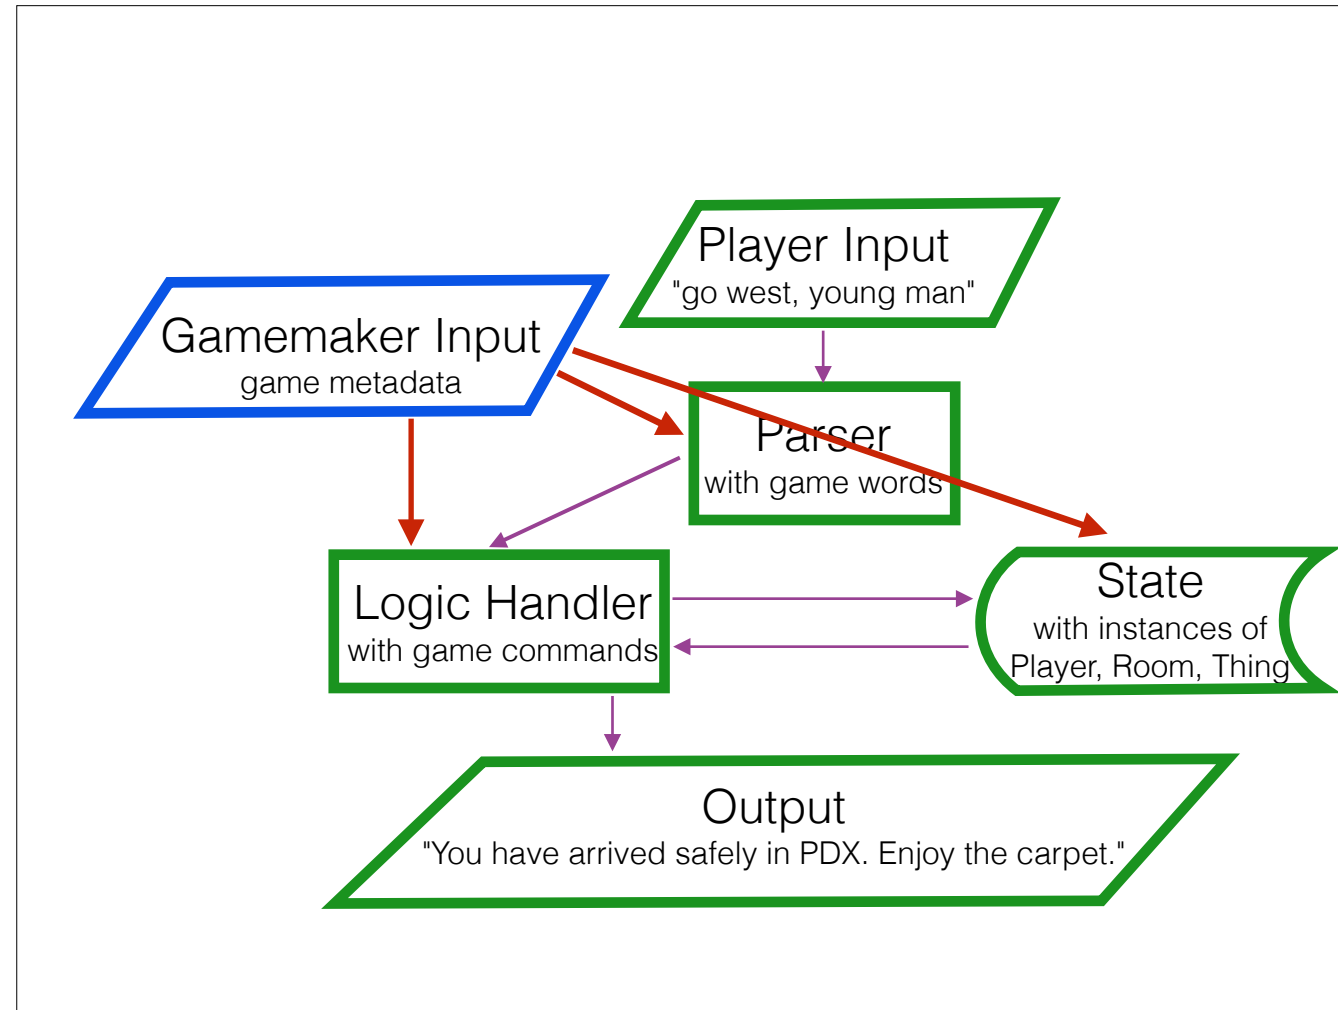 Player Input
"go west, young man"
Gamemaker Input
game metadata
Parser
with game words
Logic Handler
with game commands
State
with instances of
Player, Room, Thing
Output
"You have arrived safely in PDX. Enjoy the carpet."